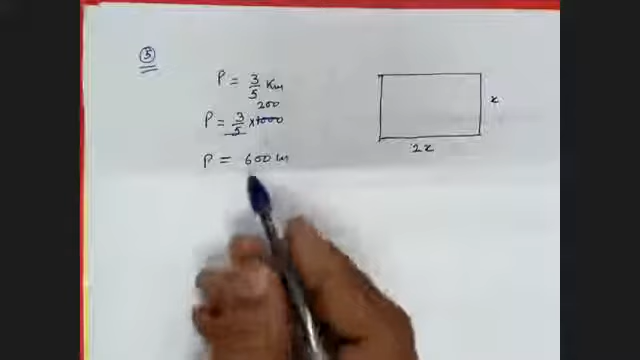 5
P = 3/5 Km
200
P = 3/5 × 1000
P = 600 m
x
2x